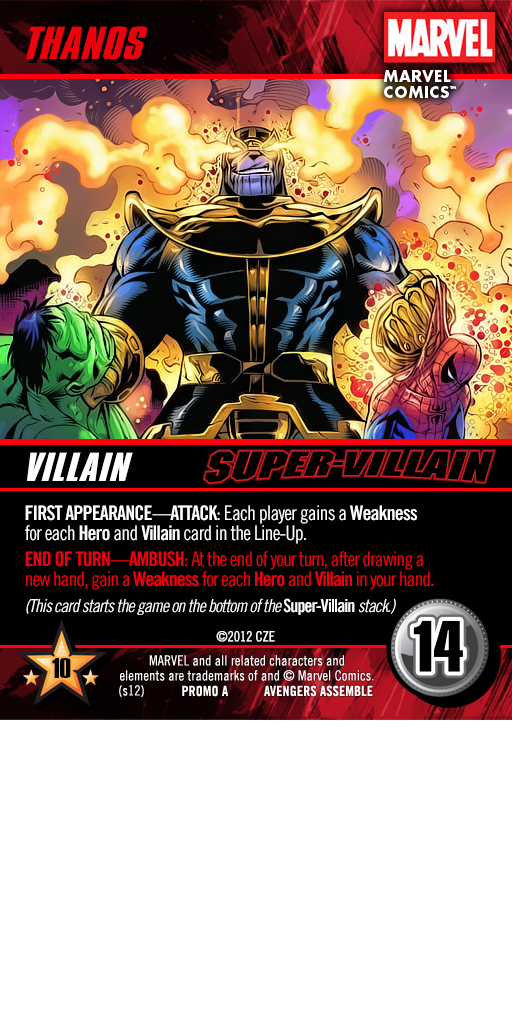 THANOS
MARVEL
MARVEL
COMICS™
VILLAIN
SUPER-VILLAIN
FIRST APPEARANCE—ATTACK: Each player gains a Weakness
for each Hero and Villain card in the Line-Up.
END OF TURN—AMBUSH: At the end of your turn, after drawing a
new hand, gain a Weakness for each Hero and Villain in your hand.
(This card starts the game on the bottom of the Super-Villain stack.)
©2012 CZE
14
10
MARVEL and all related characters and
elements are trademarks of and © Marvel Comics.
(s12) PROMO A AVENGERS ASSEMBLE